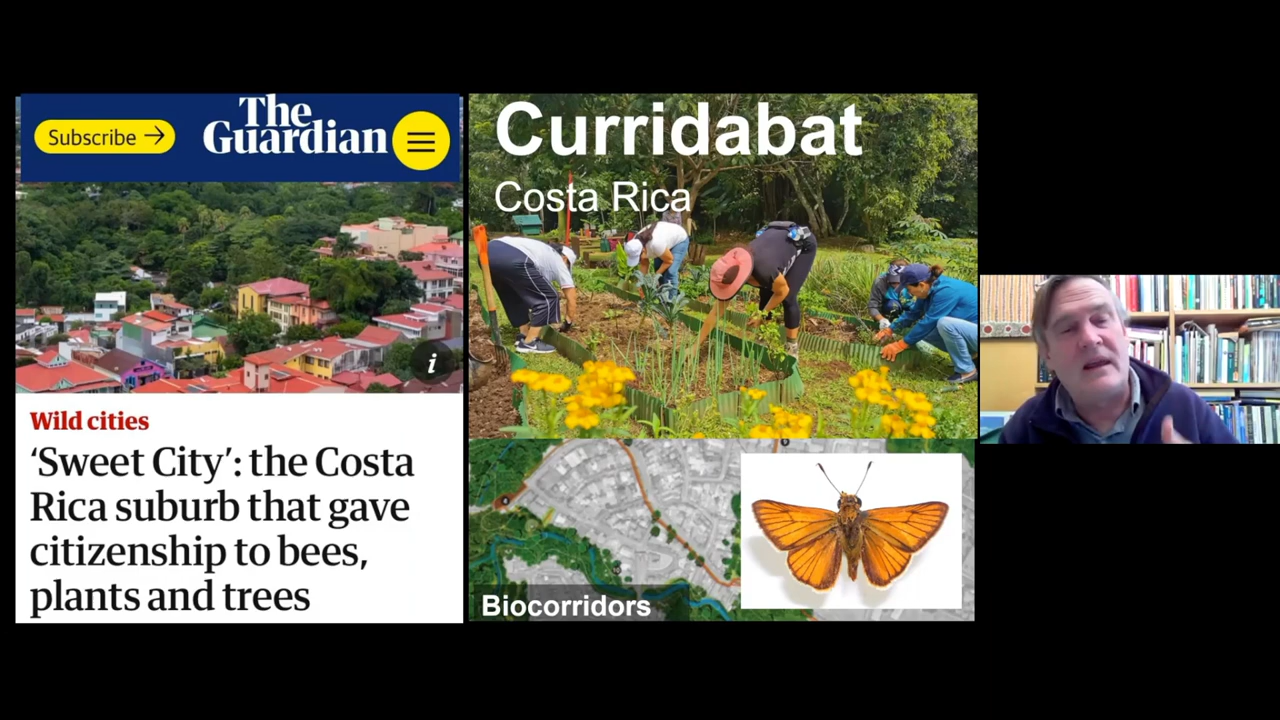 Subscribe →
The
Guardian
i
Wild cities
‘Sweet City’: the Costa
Rica suburb that gave
citizenship to bees,
plants and trees
Curridabat
Costa Rica
Biocorridors